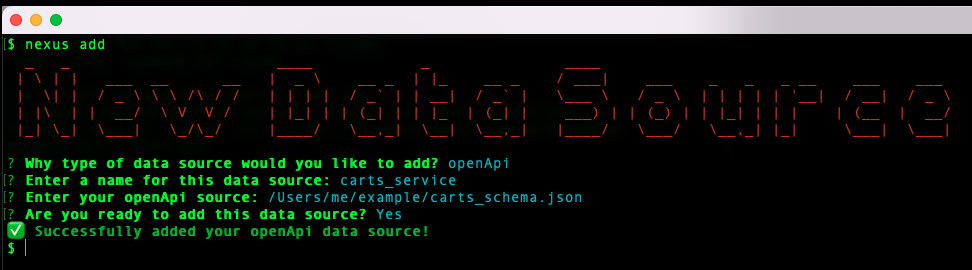 $ nexus add
New Data Source
? Why type of data source would you like to add? openApi
? Enter a name for this data source: carts_service
? Enter your openApi source: /Users/me/example/carts_schema.json
? Are you ready to add this data source? Yes
✅ Successfully added your openApi data source!
$